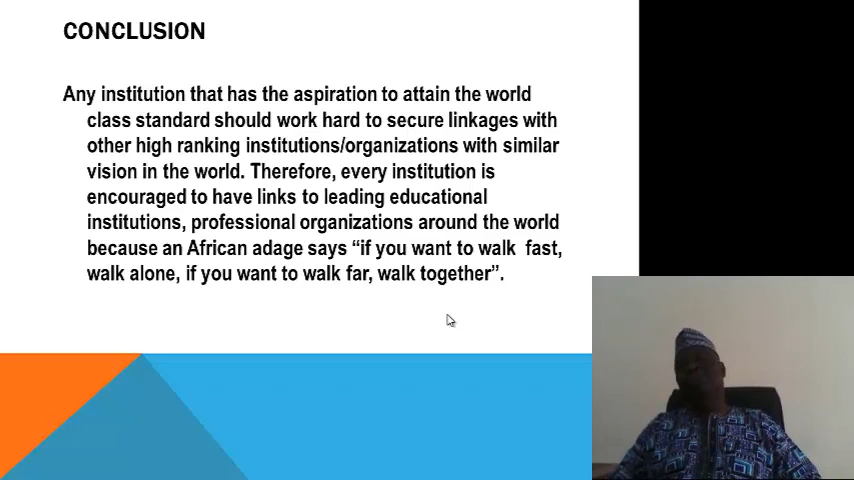 CONCLUSION
Any institution that has the aspiration to attain the world
class standard should work hard to secure linkages with
other high ranking institutions/organizations with similar
vision in the world. Therefore, every institution is
encouraged to have links to leading educational
institutions, professional organizations around the world
because an African adage says “if you want to walk  fast,
walk alone, if you want to walk far, walk together”.